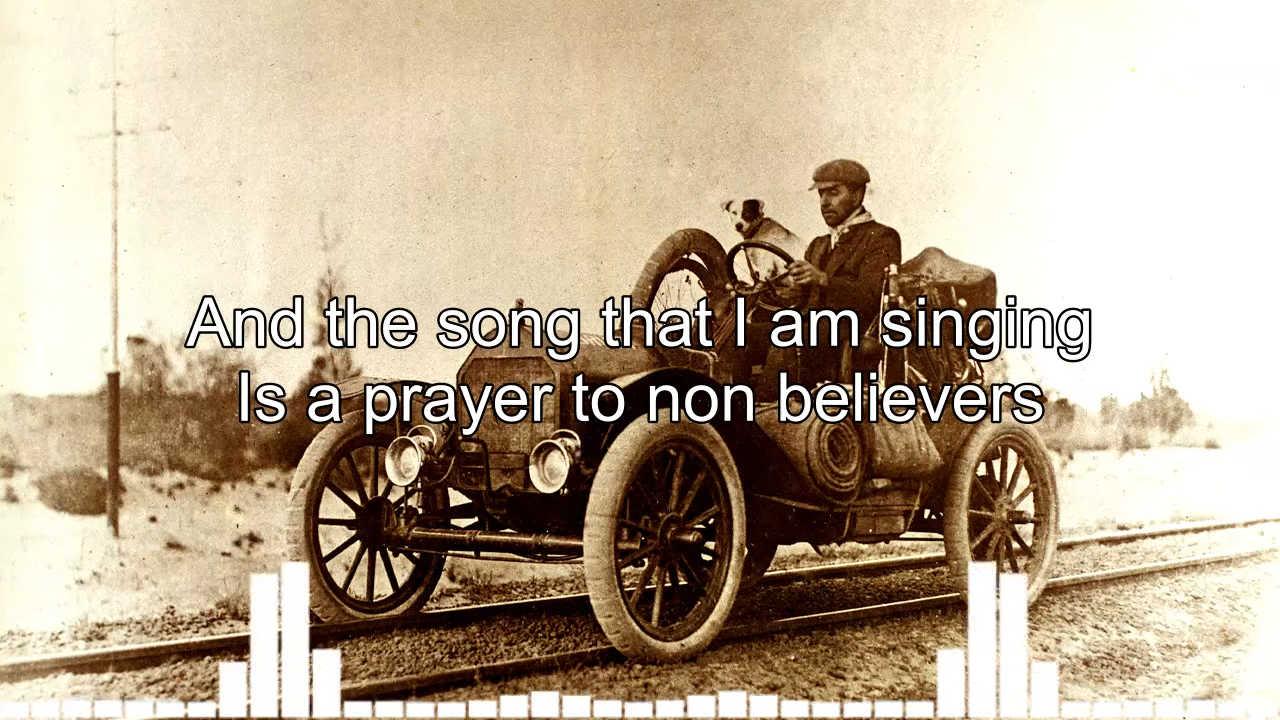 And the song that I am singing
Is a prayer to non believers